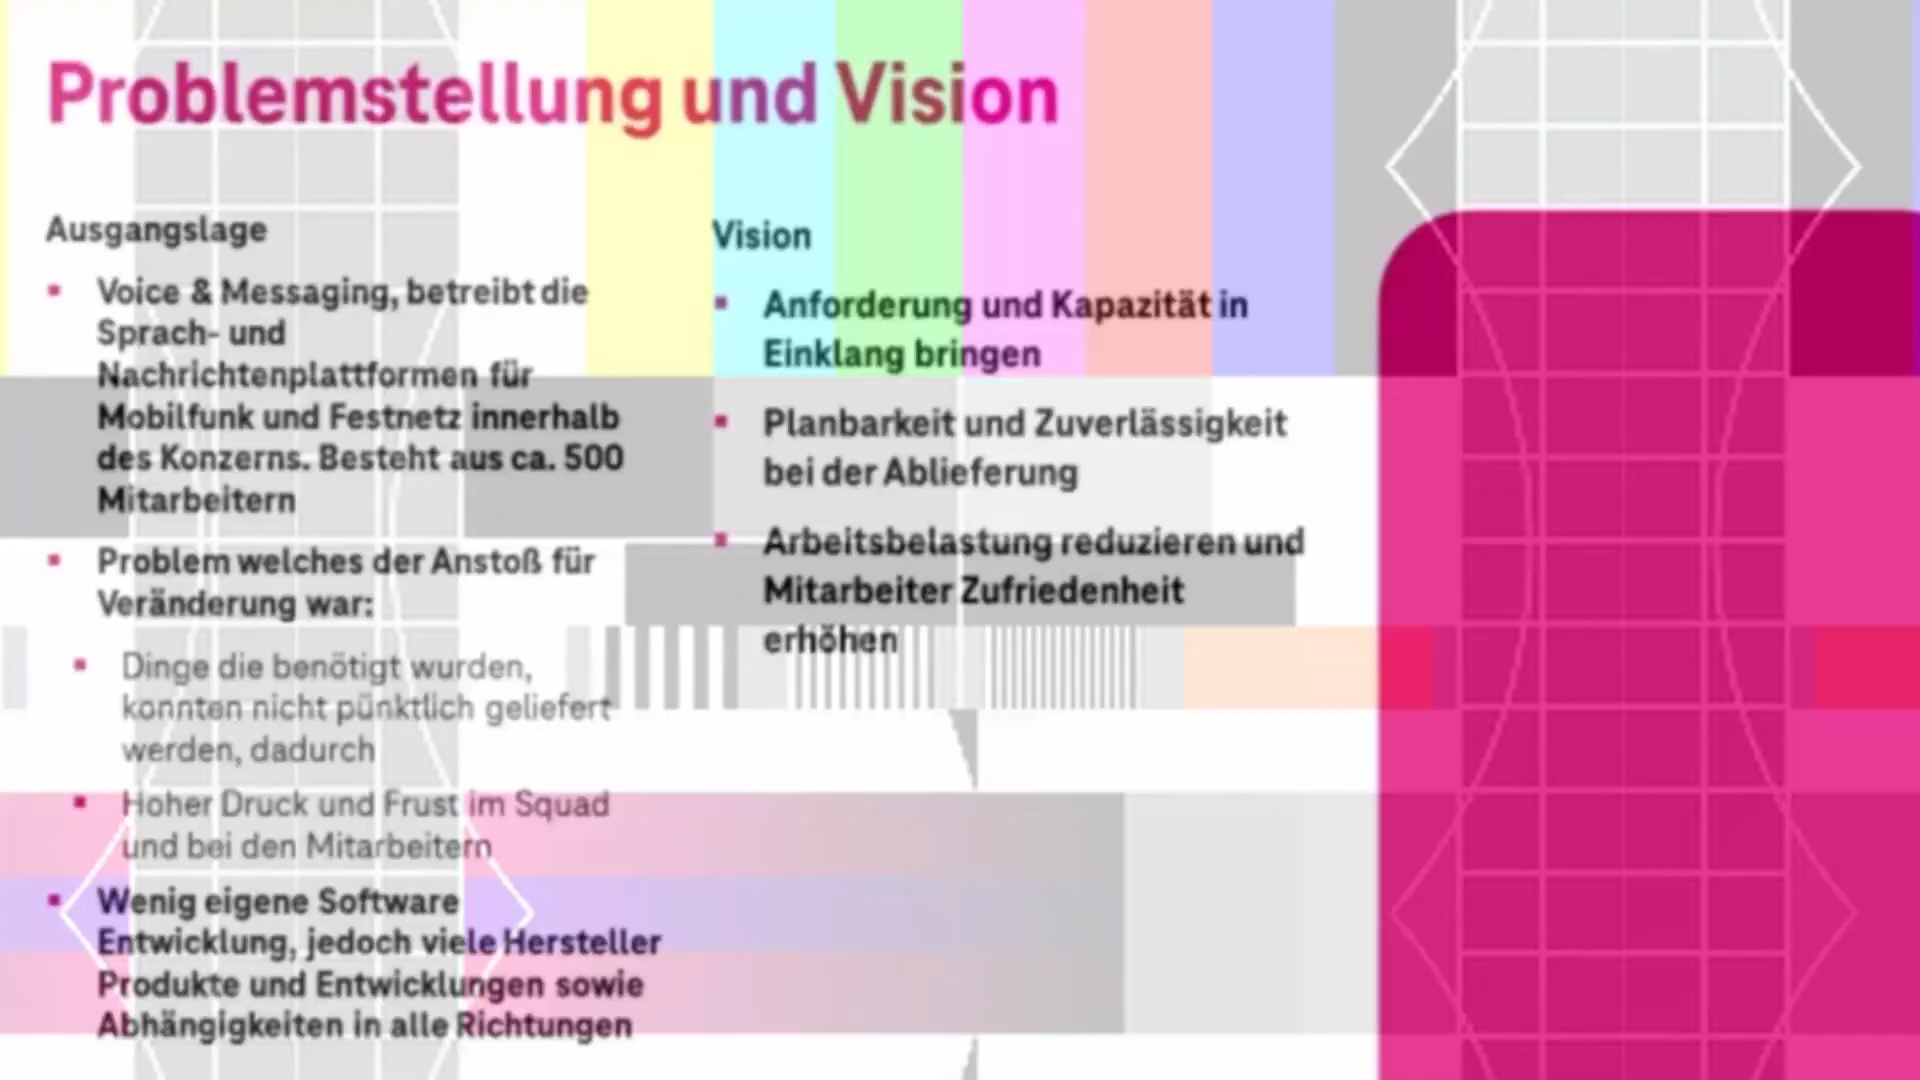 Problemstellung und Vision
Ausgangslage
Voice & Messaging, betreibt die
Sprach- und
Nachrichtenplattformen für
Mobilfunk und Festnetz innerhalb
des Konzerns. Besteht aus ca. 500
Mitarbeitern
Problem welches der Anstoß für
Veränderung war:
Dinge die benötigt wurden,
konnten nicht pünktlich geliefert
werden, dadurch
Hoher Druck und Frust im Squad
und bei den Mitarbeitern
Wenig eigene Software
Entwicklung, jedoch viele Hersteller
Produkte und Entwicklungen sowie
Abhängigkeiten in alle Richtungen
Vision
Anforderung und Kapazität in
Einklang bringen
Planbarkeit und Zuverlässigkeit
bei der Ablieferung
Arbeitsbelastung reduzieren und
Mitarbeiter Zufriedenheit
erhöhen